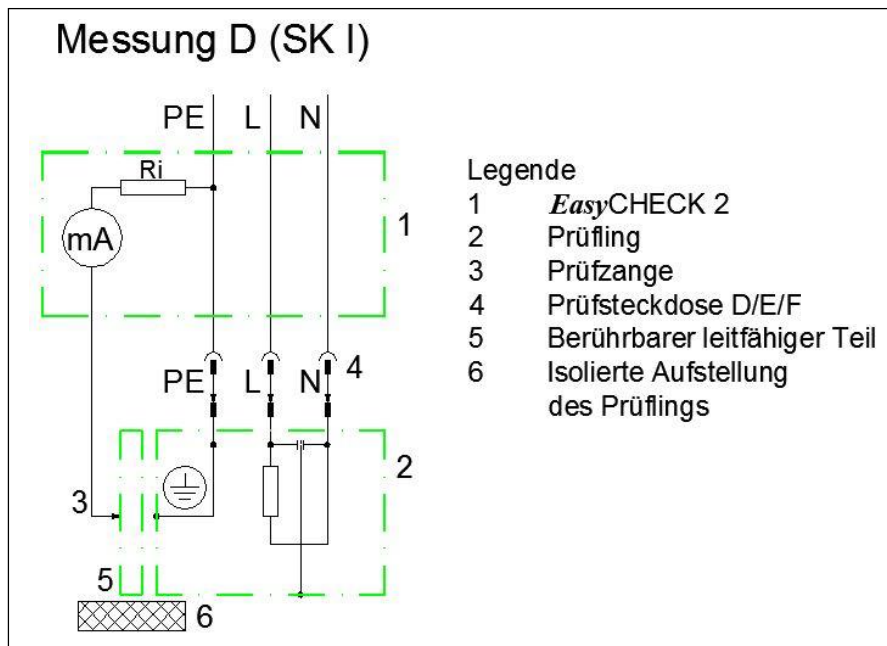 Messung D (SK I)
PE L N
Ri
mA
1
PE L N 4
2
3
5
6
Legende
1 EasyCHECK 2
2 Prüfling
3 Prüfzange
4 Prüfsteckdose D/E/F
5 Berührbarer leitfähiger Teil
6 Isolierte Aufstellung
des Prüflings